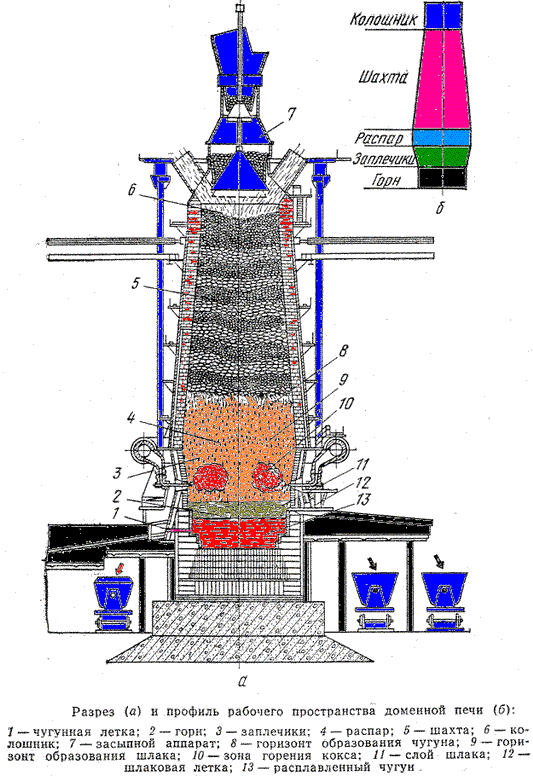 Колошник
Шахта
Распар
Заплечики
Горн
б
7
6
5
8
9
4
10
3
11
2
12
1
13
а
Разрез (а) и профиль рабочего пространства доменной печи (б):
1 — чугунная летка; 2 — горн; 3 — заплечики; 4 — распар; 5 — шахта; 6 — ко-
лошник; 7 — засыпной аппарат; 8 — горизонт образования чугуна; 9 — гори-
зонт образования шлака; 10 — зона горения кокса; 11 — слой шлака; 12 —
шлаковая летка; 13 — расплавленный чугун.